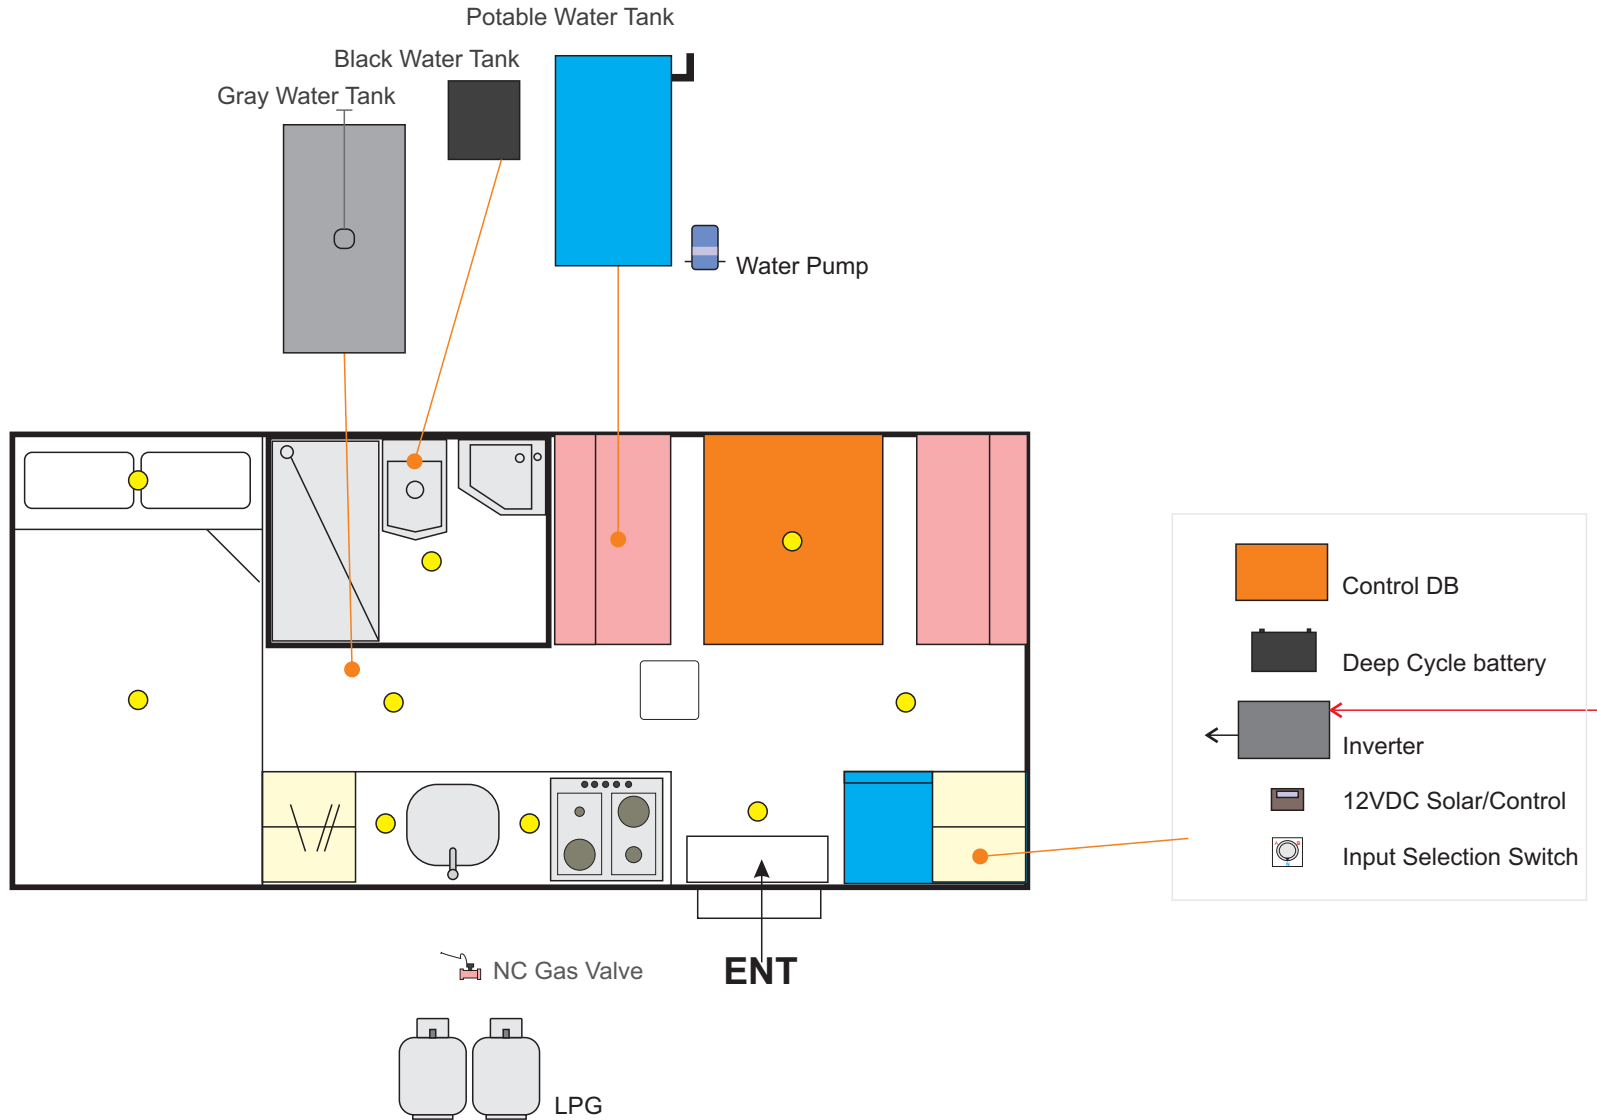 Potable Water Tank
Black Water Tank
Gray Water Tank
Water Pump
Control DB
Deep Cycle battery
Inverter
12VDC Solar/Control
Input Selection Switch
NC Gas Valve
ENT
LPG